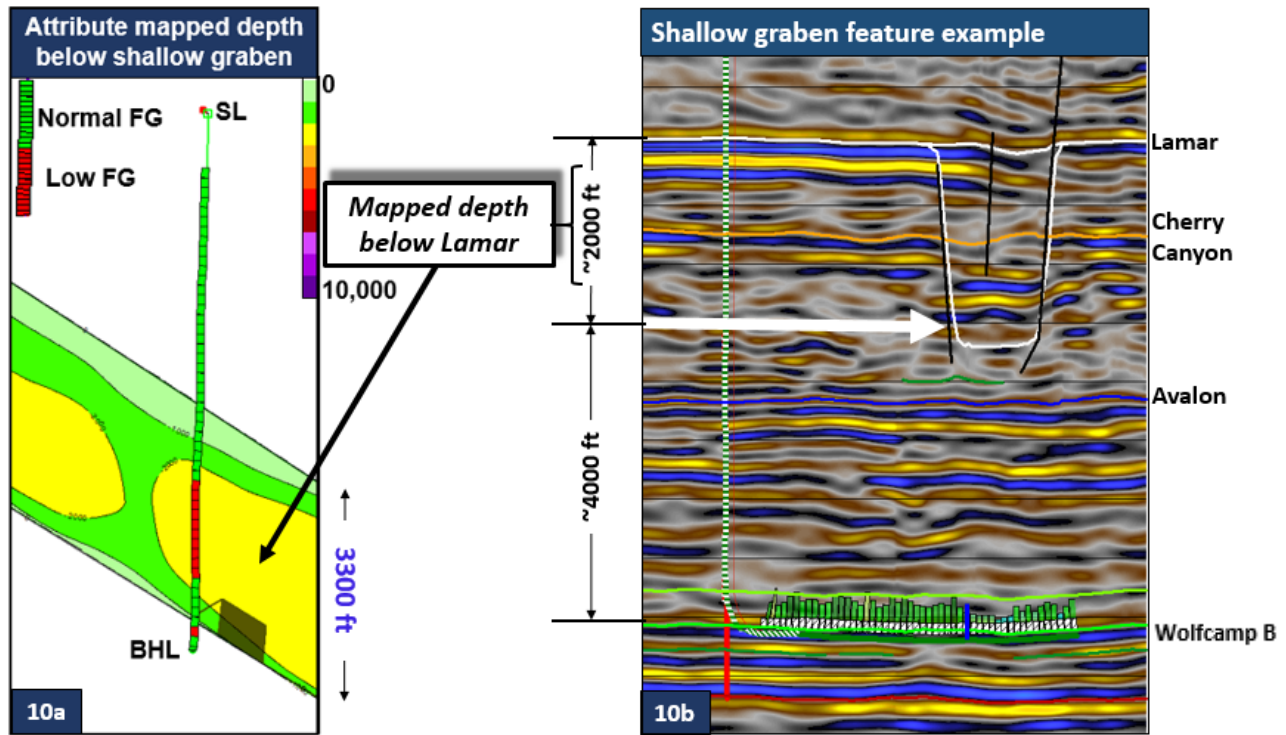 Attribute mapped depth
below shallow graben
Normal FG
Low FG
SL
0
10,000
BHL
3300 ft
10a
Mapped depth
below Lamar
~2000 ft
~4000 ft
Shallow graben feature example
Lamar
Cherry
Canyon
Avalon
Wolfcamp B
10b